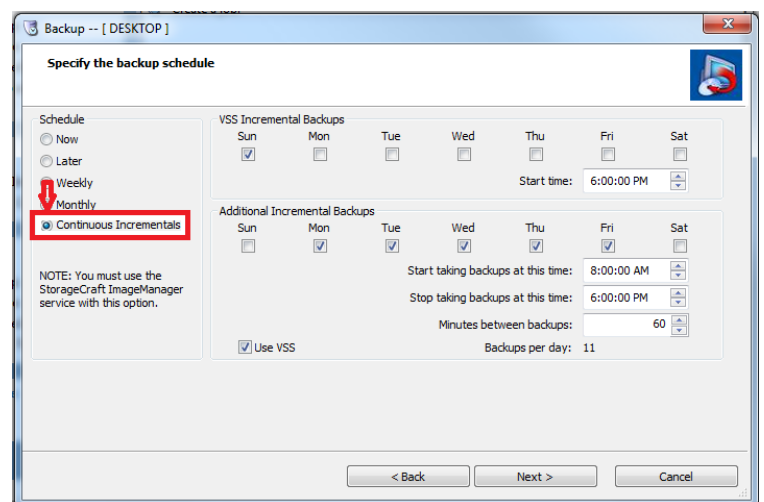 Backup -- [ DESKTOP ]
Specify the backup schedule
Schedule
Now
Later
Weekly
Monthly
Continuous Incrementals
NOTE: You must use the
StorageCraft ImageManager
service with this option.
VSS Incremental Backups
Sun Mon Tue Wed Thu Fri Sat
Start time: 6:00:00 PM
Additional Incremental Backups
Sun Mon Tue Wed Thu Fri Sat
Start taking backups at this time: 8:00:00 AM
Stop taking backups at this time: 6:00:00 PM
Minutes between backups: 60
Use VSS Backups per day: 11
< Back Next > Cancel